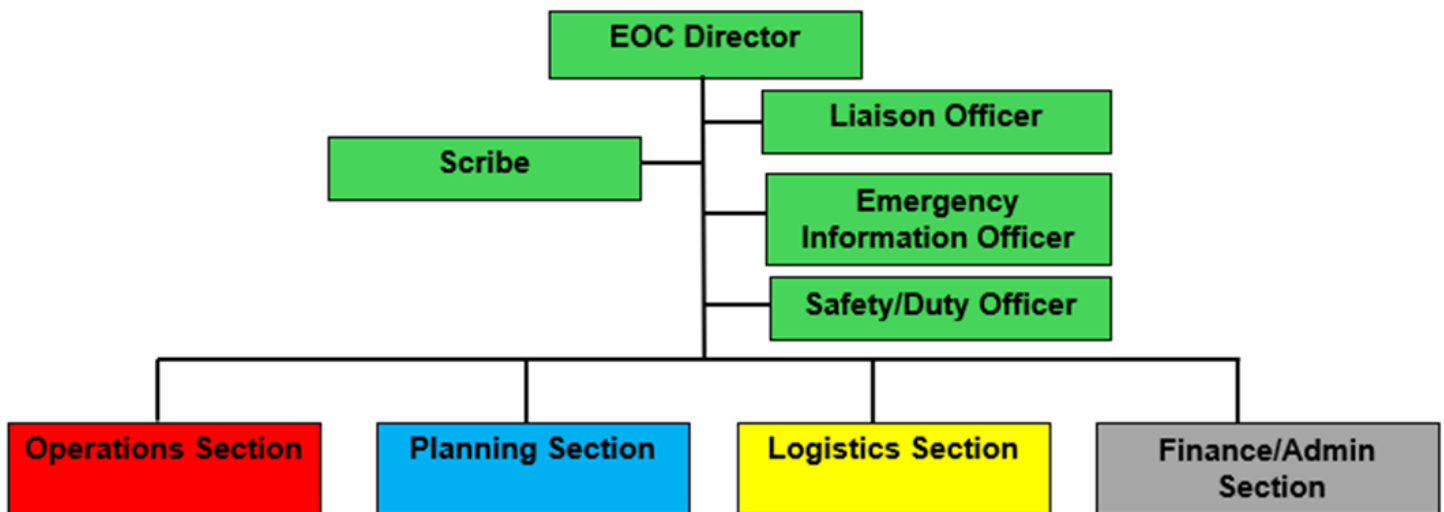 EOC Director
Liaison Officer
Scribe
Emergency
Information Officer
Safety/Duty Officer
Operations Section
Planning Section
Logistics Section
Finance/Admin
Section